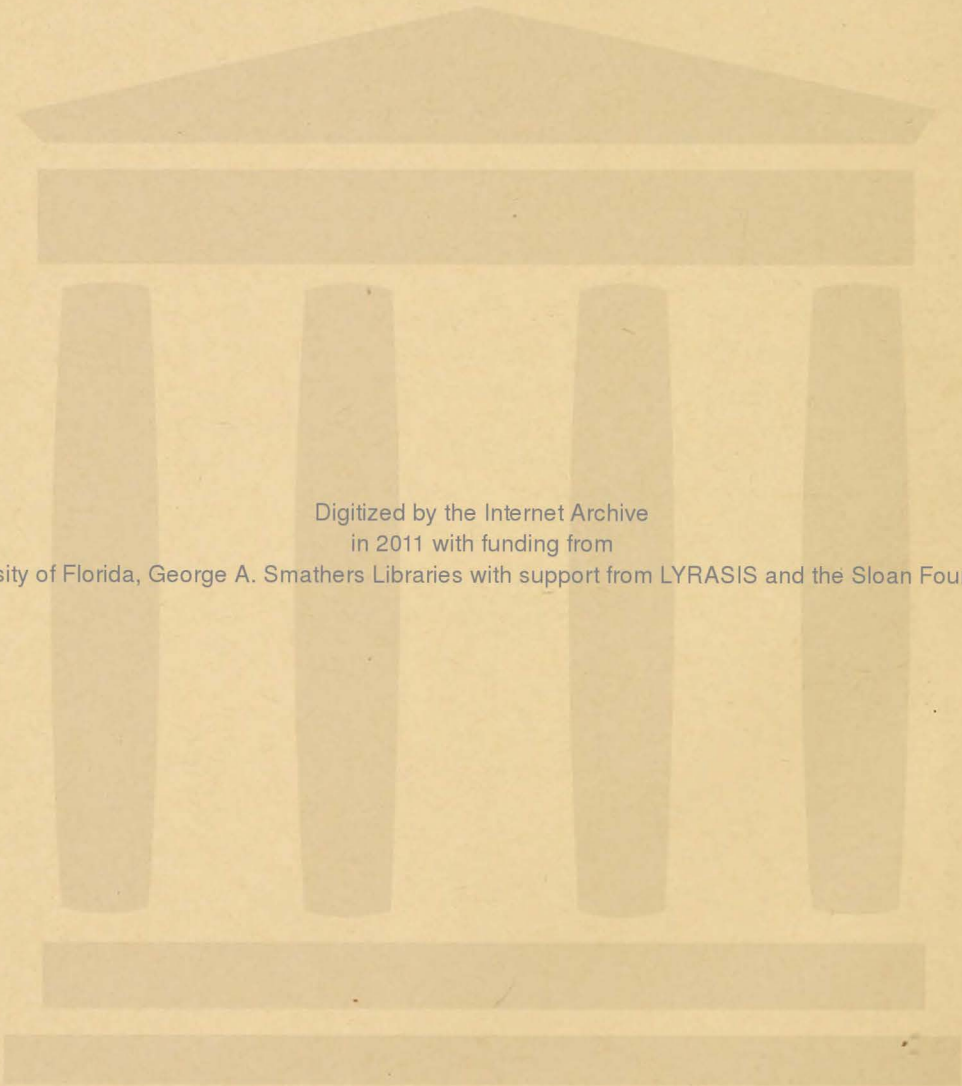 Digitized by the Internet Archive
in 2011 with funding from
sity of Florida, George A. Smathers Libraries with support from LYRASIS and the Sloan Fou